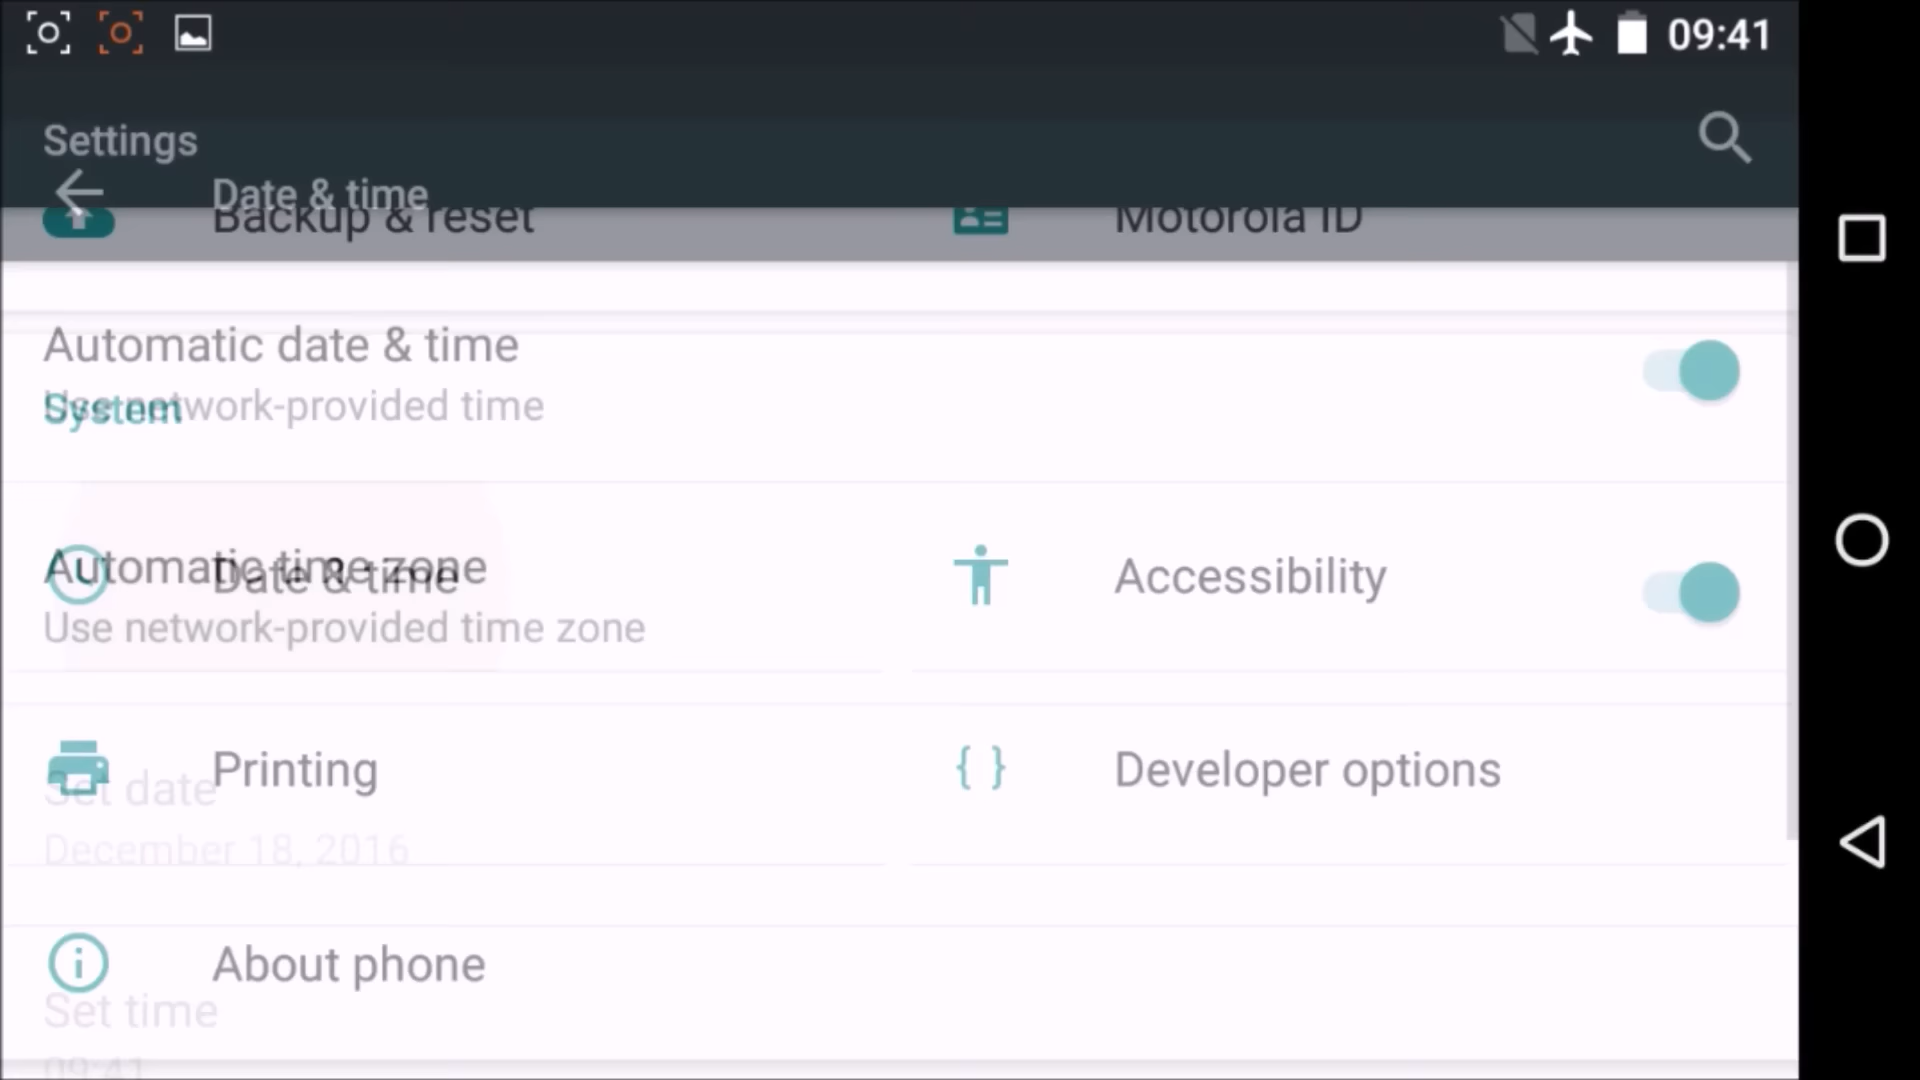 09:41
Settings
Date & time
Backup & reset
Motorola ID
Automatic date & time
Use network-provided time
System
Automatic time zone
Date & time
Accessibility
Use network-provided time zone
Printing
Developer options
Set date
December 18, 2016
About phone
Set time
09:41